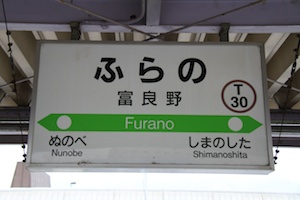 ふらの
富良野
T
30
Furano
ぬのべ
Nunobe
しまのした
Shimanoshita